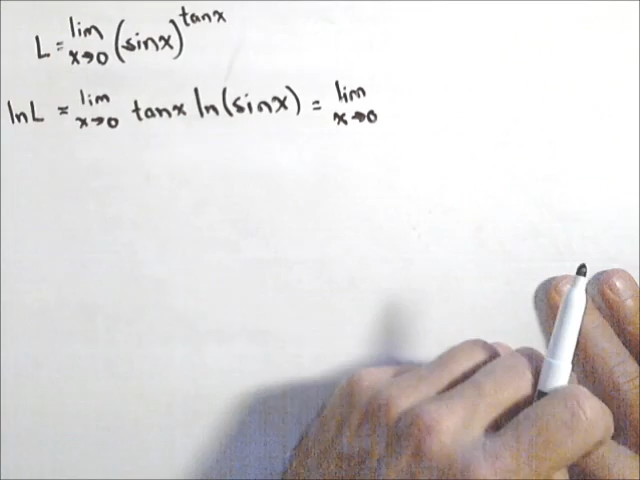 L = lim x→0 (sinx)^tanx
lnL = lim x→0 tanx ln(sinx) = lim x→0